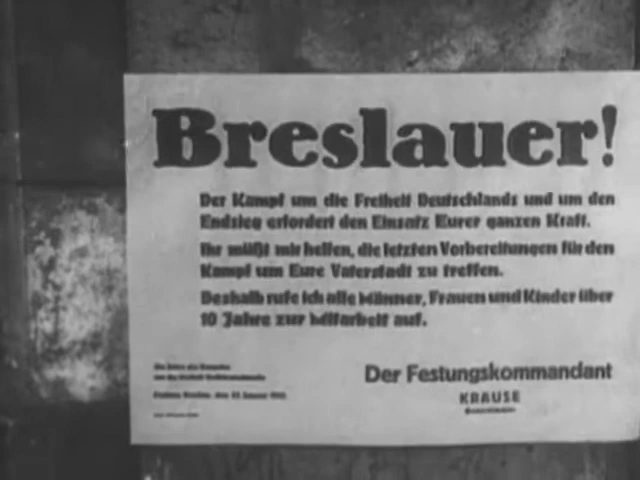 Breslauer!
Der Kampf um die Freiheit Deutschlands und um den
Endsieg erfordert den Einsatz Eurer ganzen Kraft.
Ihr müßt mir helfen, die letzten Vorbereitungen für den
Kampf um Eure Vaterstadt zu treffen.
Deshalb rufe ich alle Männer, Frauen und Kinder über
10 Jahre zur Mitarbeit auf.
Der Festungskommandant
KRAUSE